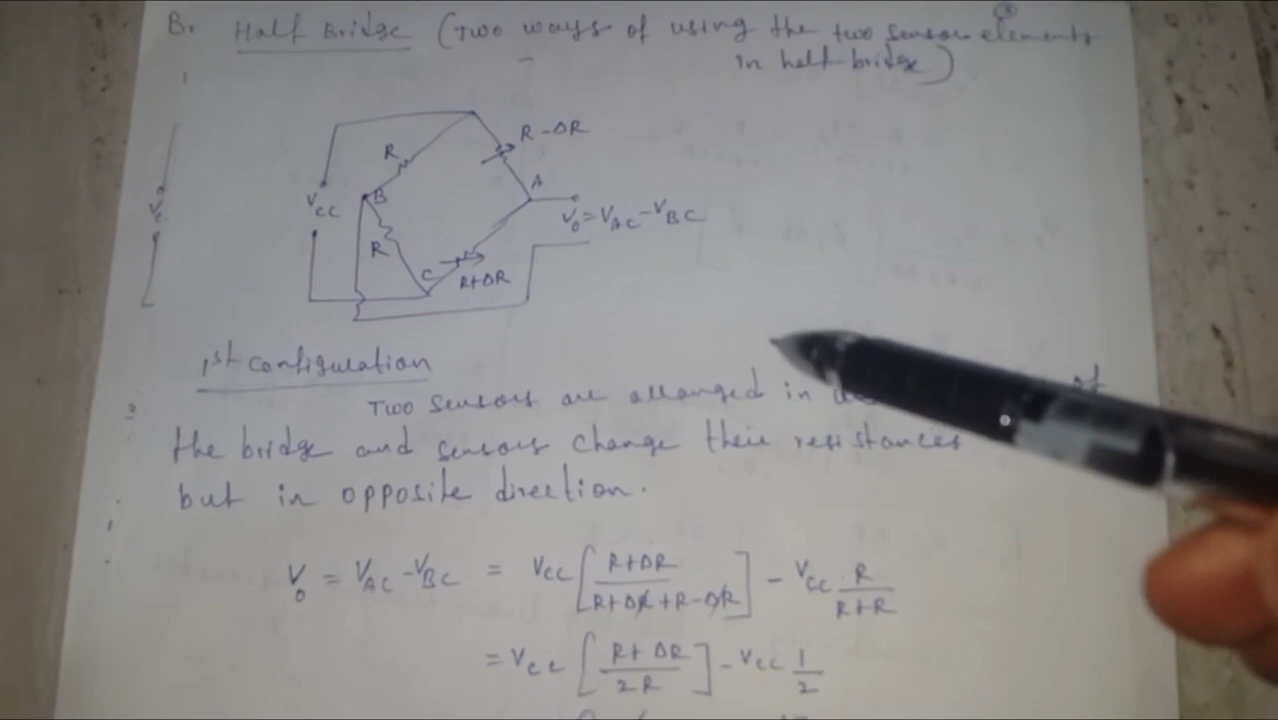 B. Half Bridge (Two ways of using the two sensor elements
in half bridge)
R - ΔR
R
A
B
VCC
V0 = VAC - VBC
R
C
R+ΔR
1st configuration
Two sensors are arranged in
the bridge and sensors change their resistances
but in opposite direction.
V0 = VAC - VBC = VCC [R+ΔR / R+ΔR+R-ΔR] - VCC R / R+R
= VCC [R+ΔR / 2R] - VCC 1/2